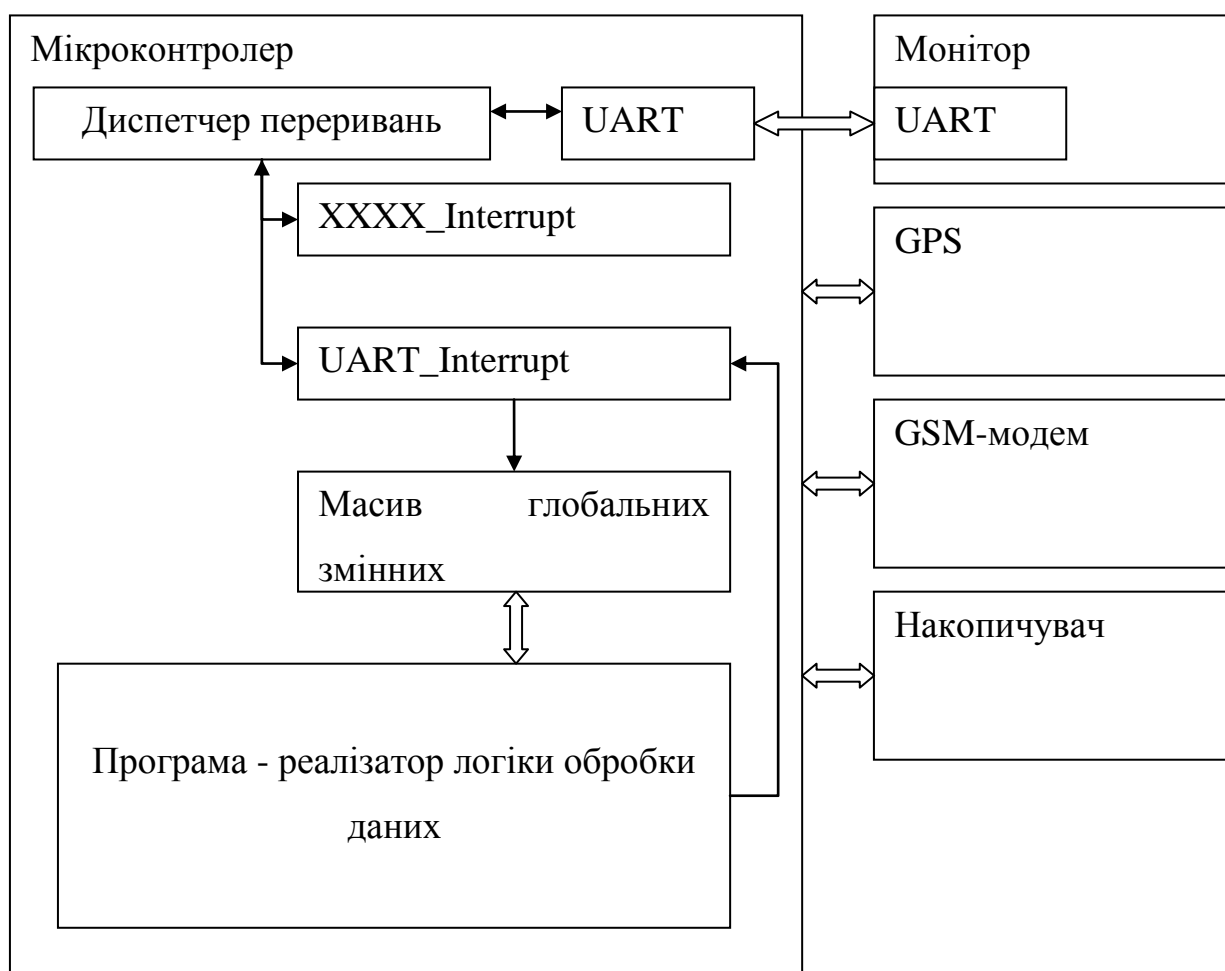 Мікроконтролер
Диспетчер переривань
UART
XXXX_Interrupt
UART_Interrupt
Масив глобальних
змінних
Програма - реалізатор логіки обробки
даних
Монітор
UART
GPS
GSM-модем
Накопичувач